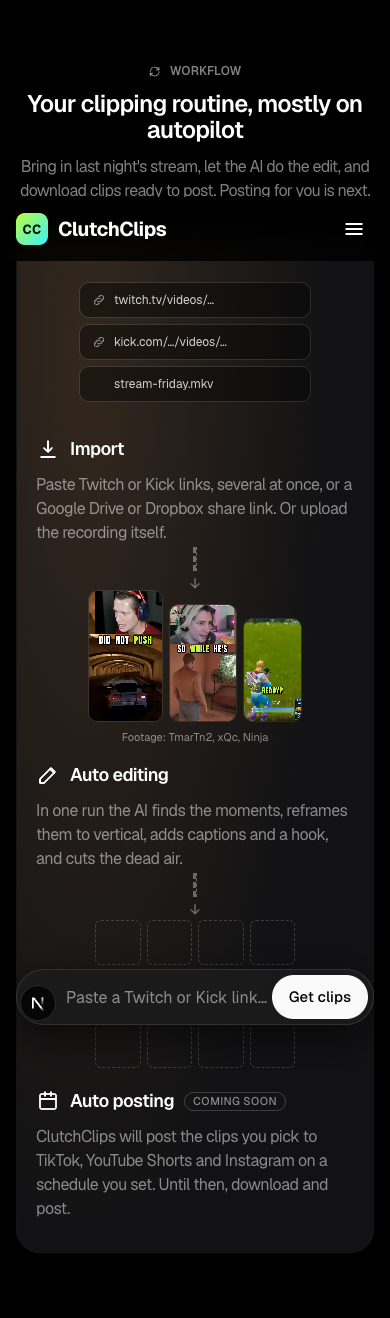 WORKFLOW
Your clipping routine, mostly on
autopilot
Bring in last night's stream, let the AI do the edit, and
download clips ready to post. Posting for you is next.
CC ClutchClips
twitch.tv/videos/...
kick.com/.../videos/...
stream-friday.mkv
Import
Paste Twitch or Kick links, several at once, or a
Google Drive or Dropbox share link. Or upload
the recording itself.
DID NOT PUSH
SO WHILE HE'S
READY?
Footage: TmarTn2, xQc, Ninja
Auto editing
In one run the AI finds the moments, reframes
them to vertical, adds captions and a hook,
and cuts the dead air.
N Paste a Twitch or Kick link... Get clips
Auto posting COMING SOON
ClutchClips will post the clips you pick to
TikTok, YouTube Shorts and Instagram on a
schedule you set. Until then, download and
post.